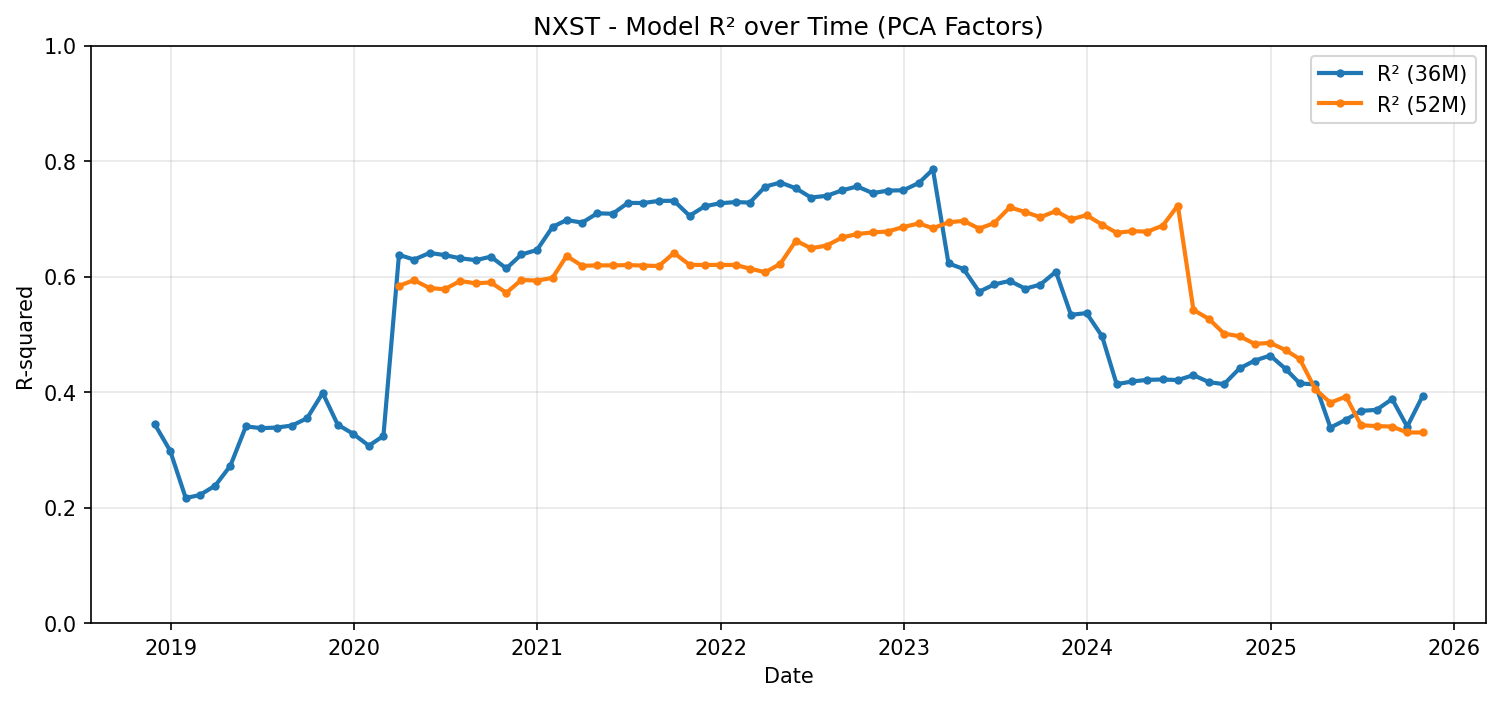 NXST - Model R² over Time (PCA Factors)
R² (36M)
R² (52M)
R-squared
1.0
0.8
0.6
0.4
0.2
0.0
2019 2020 2021 2022 2023 2024 2025 2026
Date